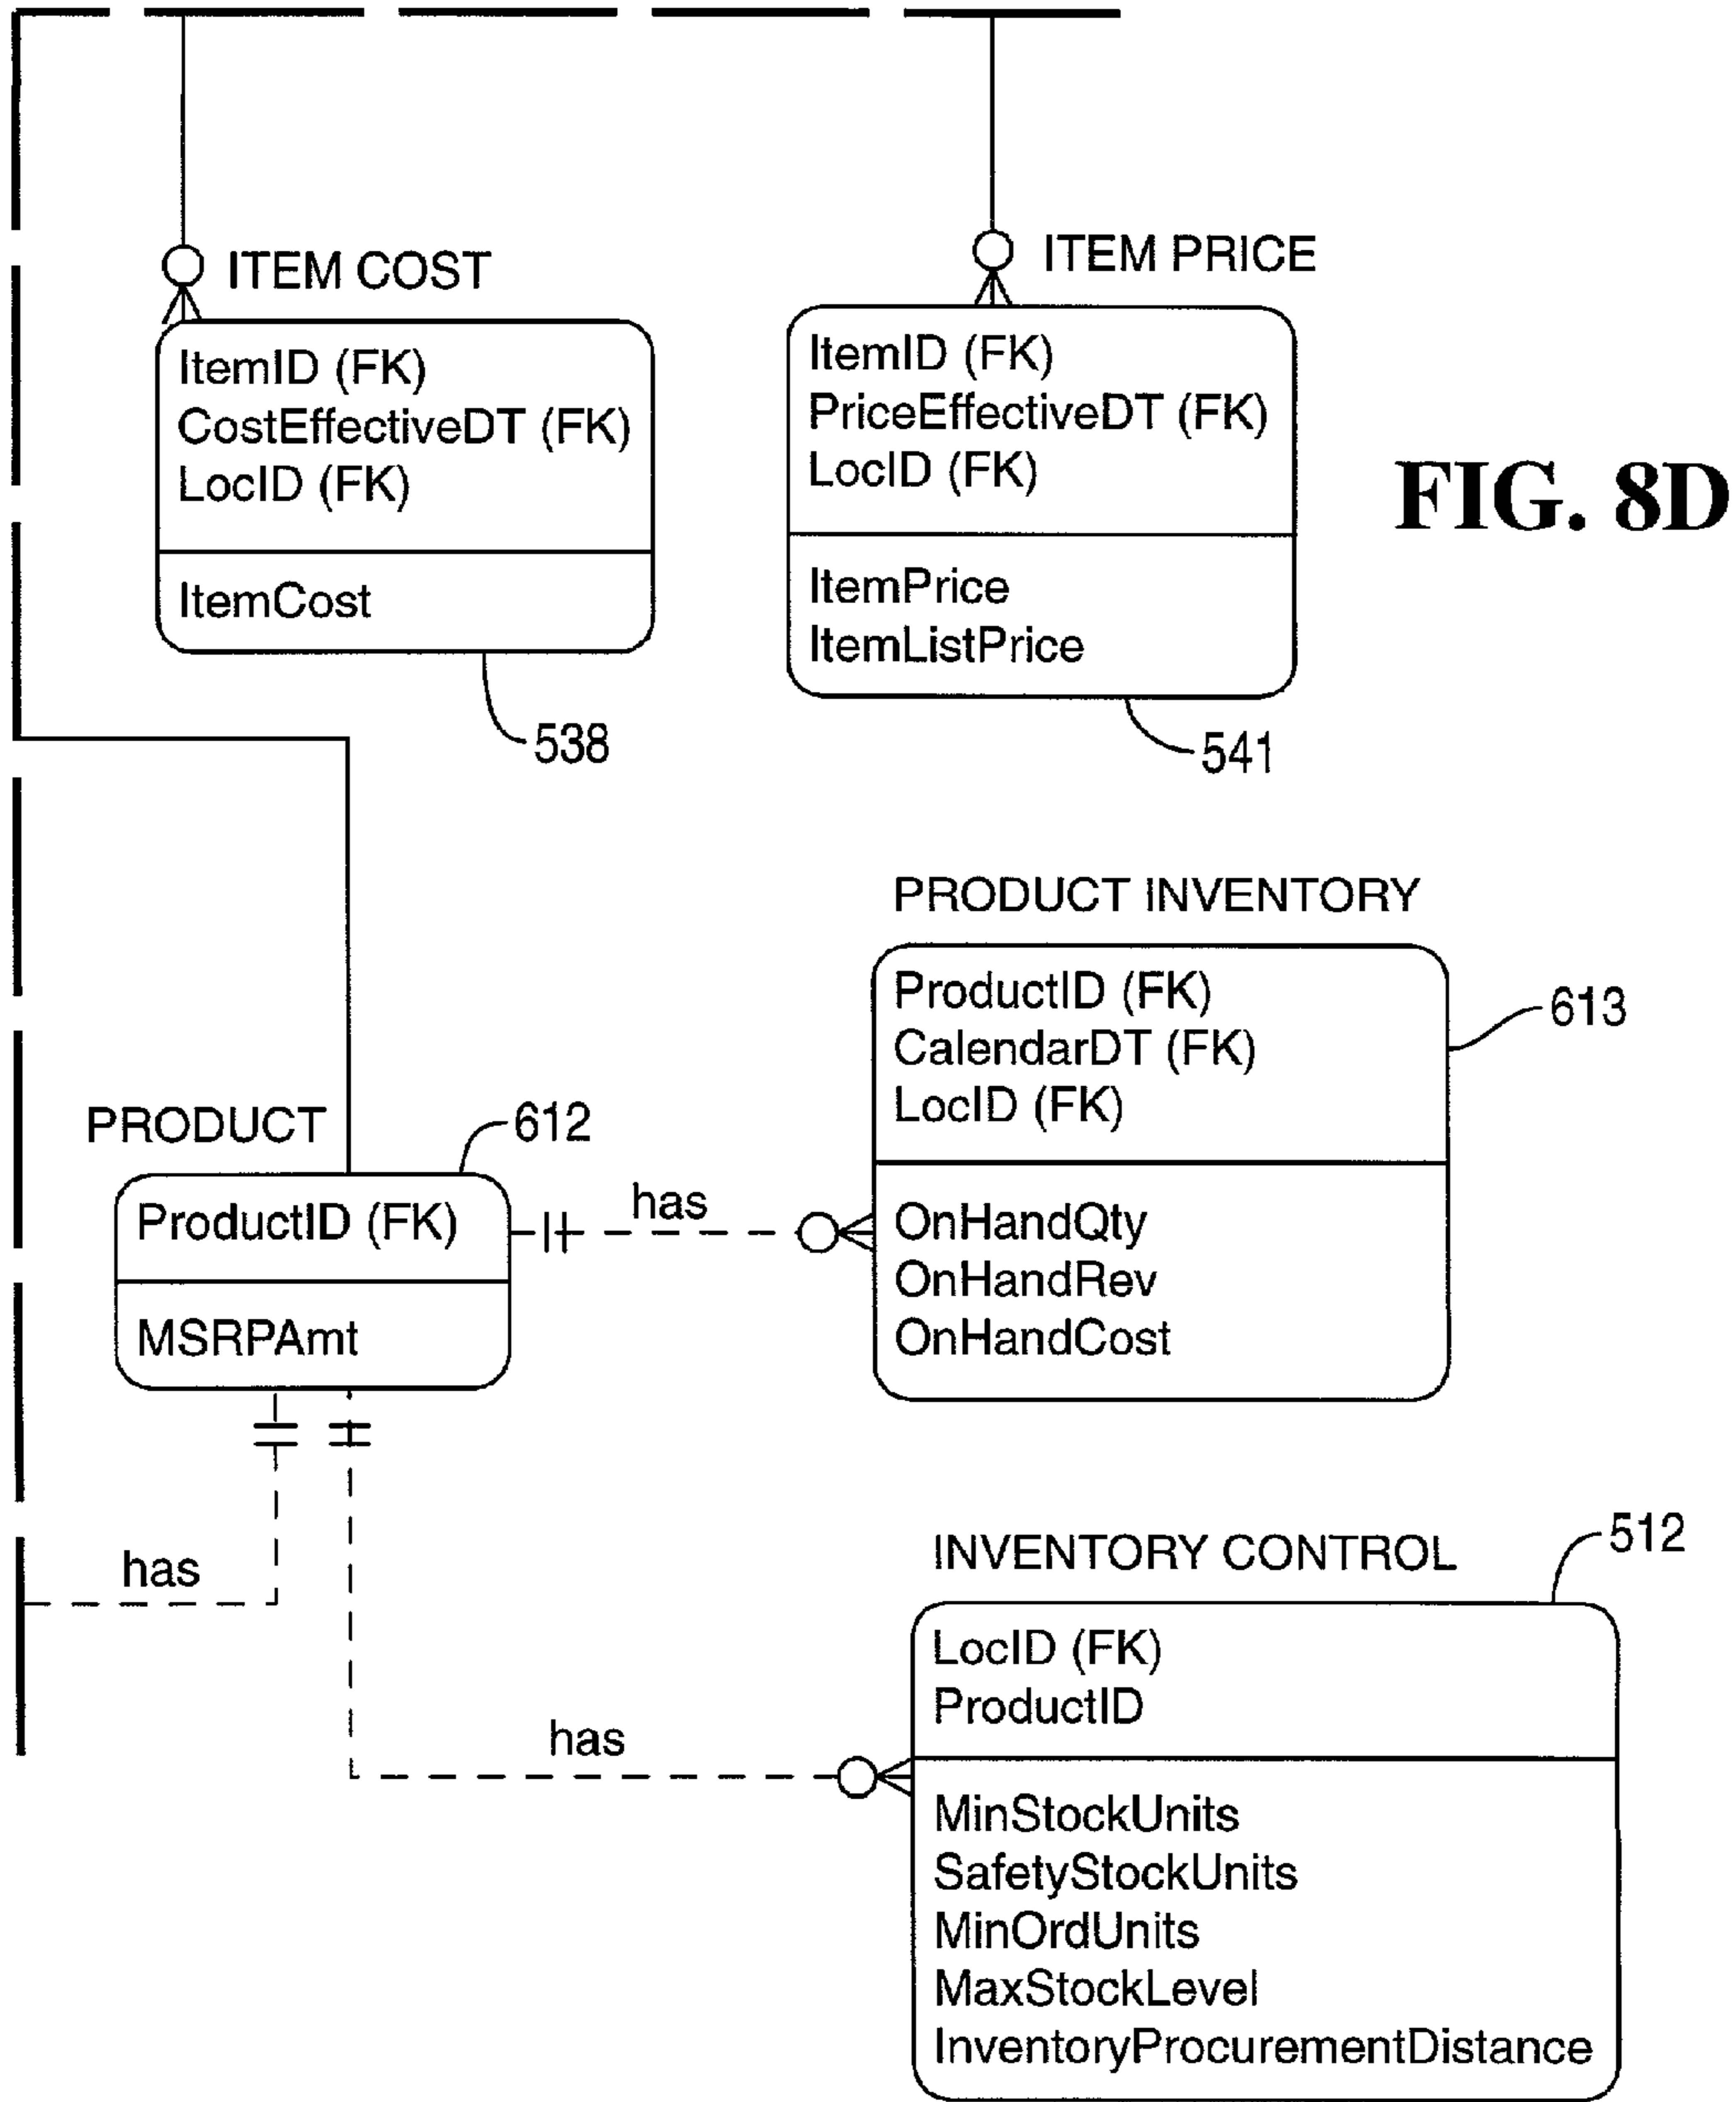 ITEM COST
ItemID (FK)
CostEffectiveDT (FK)
LocID (FK)
ItemCost
538
ITEM PRICE
ItemID (FK)
PriceEffectiveDT (FK)
LocID (FK)
ItemPrice
ItemListPrice
541
FIG. 8D
PRODUCT INVENTORY
ProductID (FK)
CalendarDT (FK)
LocID (FK)
OnHandQty
OnHandRev
OnHandCost
613
PRODUCT
612
ProductID (FK)
MSRPAmt
has
has
has
INVENTORY CONTROL
512
LocID (FK)
ProductID
MinStockUnits
SafetyStockUnits
MinOrdUnits
MaxStockLevel
InventoryProcurementDistance